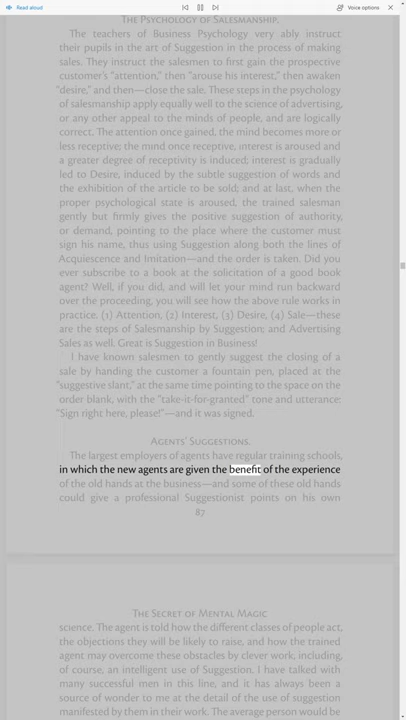 Read aloud
Voice options
The Psychology of Salesmanship.
The teachers of Business Psychology very ably instruct
their pupils in the art of Suggestion in the process of making
sales. They instruct the salesmen to first gain the prospective
customer's "attention," then "arouse his interest," then awaken
"desire," and then—close the sale. These steps in the psychology
of salesmanship apply equally well to the science of advertising,
or any other appeal to the minds of people, and are logically
correct. The attention once gained, the mind becomes more or
less receptive; the mind once receptive, interest is aroused and
a greater degree of receptivity is induced; interest is gradually
led to Desire, induced by the subtle suggestion of words and
the exhibition of the article to be sold; and at last, when the
proper psychological state is aroused, the trained salesman
gently but firmly gives the positive suggestion of authority,
or demand, pointing to the place where the customer must
sign his name, thus using Suggestion along both the lines of
Acquiescence and Imitation—and the order is taken. Did you
ever subscribe to a book at the solicitation of a good book
agent? Well, if you did, and will let your mind run backward
over the proceeding, you will see how the above rule works in
practice. (1) Attention, (2) Interest, (3) Desire, (4) Sale—these
are the steps of Salesmanship by Suggestion; and Advertising
Sales as well. Great is Suggestion in Business!
I have known salesmen to gently suggest the closing of a
sale by handing the customer a fountain pen, placed at the
"suggestive slant," at the same time pointing to the space on the
order blank, with the "take-it-for-granted" tone and utterance:
"Sign right here, please!"—and it was signed.
Agents' Suggestions.
The largest employers of agents have regular training schools,
in which the new agents are given the benefit of the experience
of the old hands at the business—and some of these old hands
could give a professional Suggestionist points on his own
87
The Secret of Mental Magic
science. The agent is told how the different classes of people act,
the objections they will be likely to raise, and how the trained
agent may overcome these obstacles by clever work, including,
of course, an intelligent use of Suggestion. I have talked with
many successful men in this line, and it has always been a
source of wonder to me at the detail of the use of suggestion
manifested by them in their work. The average person would be